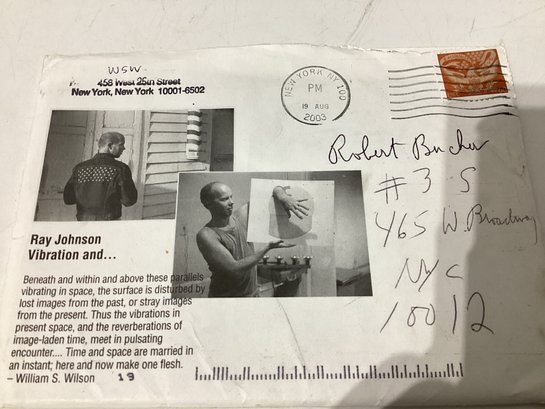 WSW
458 West 25th Street
New York, New York 10001-6502
NEW YORK NY 100
PM
19 AUG
2003
Robert Bucher
#3 S
465 W. Broadway
NYC
10012
Ray Johnson
Vibration and...
Beneath and within and above these parallels
vibrating in space, the surface is disturbed by
lost images from the past, or stray images
from the present. Thus the vibrations in
present space, and the reverberations of
image-laden time, meet in pulsating
encounter.... Time and space are married in
an instant; here and now make one flesh.
– William S. Wilson 19